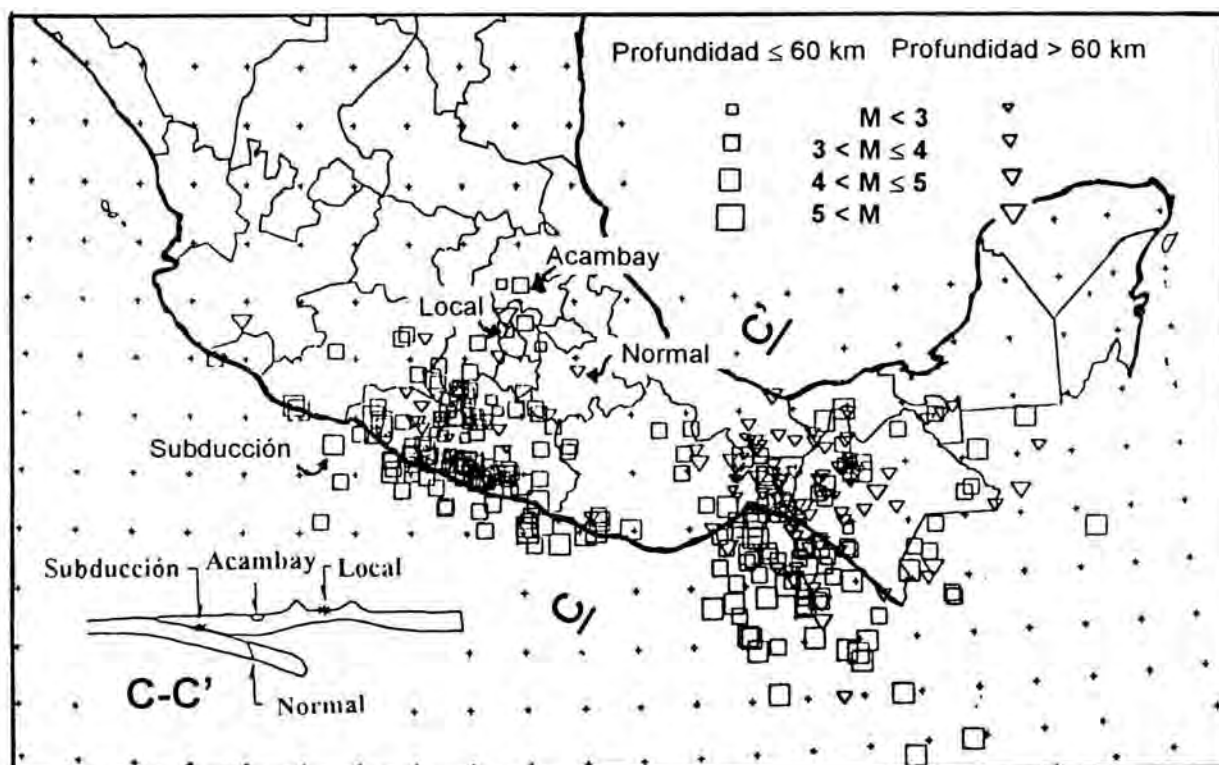 Profundidad ≤ 60 km Profundidad > 60 km
M < 3
3 < M ≤ 4
4 < M ≤ 5
5 < M
Acambay
Local
Normal
C'
Subducción
C
Subducción Acambay Local
C-C'
Normal